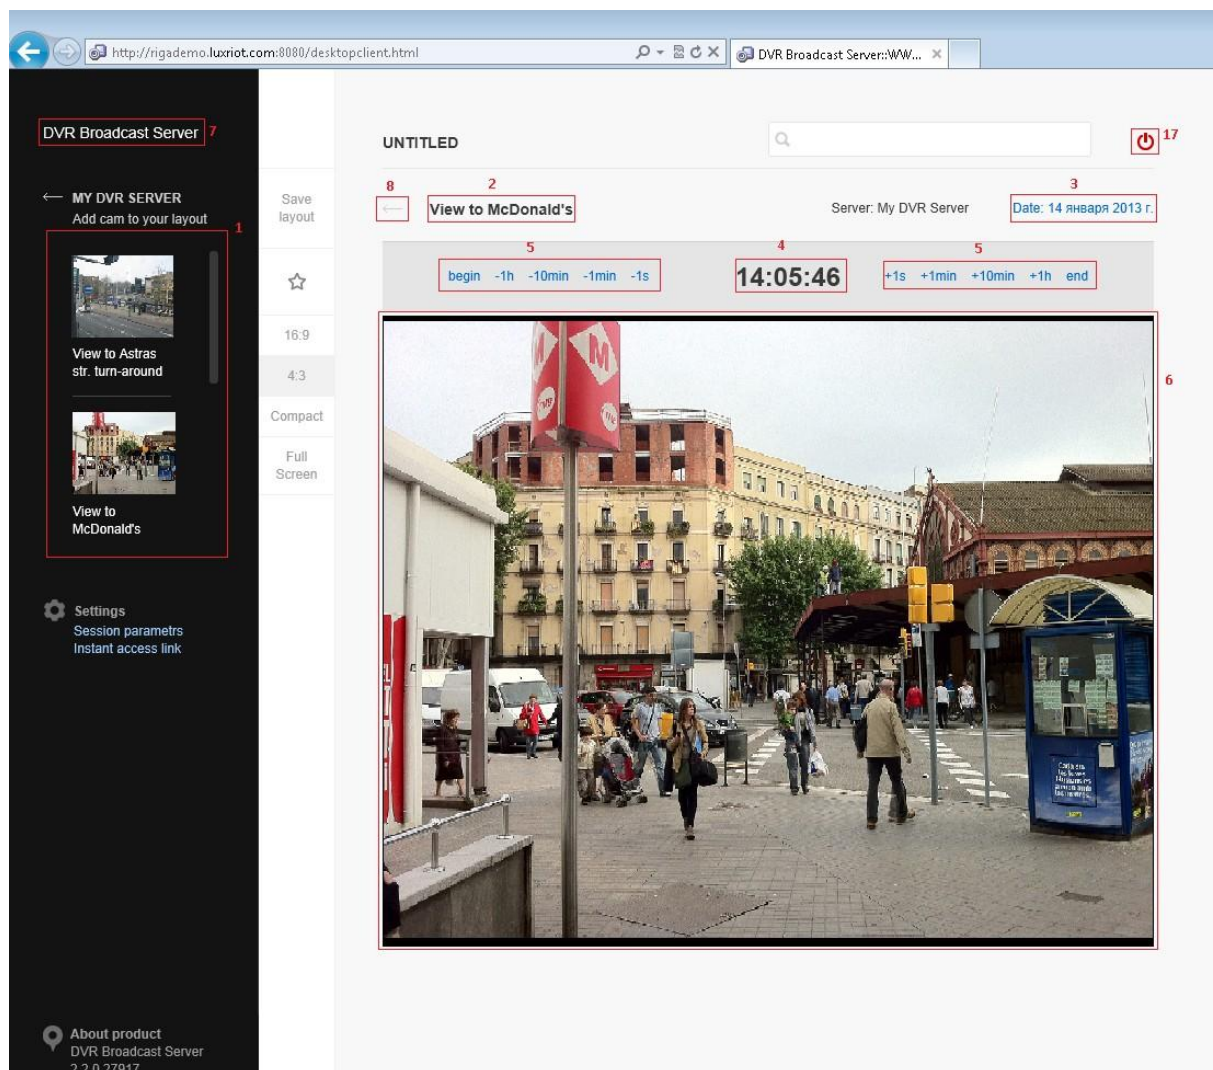 http://rigademo.luxriot.com:8080/desktopclient.html
DVR Broadcast Server::WW...
DVR Broadcast Server 7
UNTITLED
17
MY DVR SERVER
Add cam to your layout
1
View to Astras
str. turn-around
View to
McDonald's
Settings
Session parametrs
Instant access link
About product
DVR Broadcast Server
2.2.0.27917
Save
layout
16:9
4:3
Compact
Full
Screen
8
2
View to McDonald's
Server: My DVR Server
3
Date: 14 января 2013 г.
5
begin -1h -10min -1min -1s
4
14:05:46
5
+1s +1min +10min +1h end
6
M
M